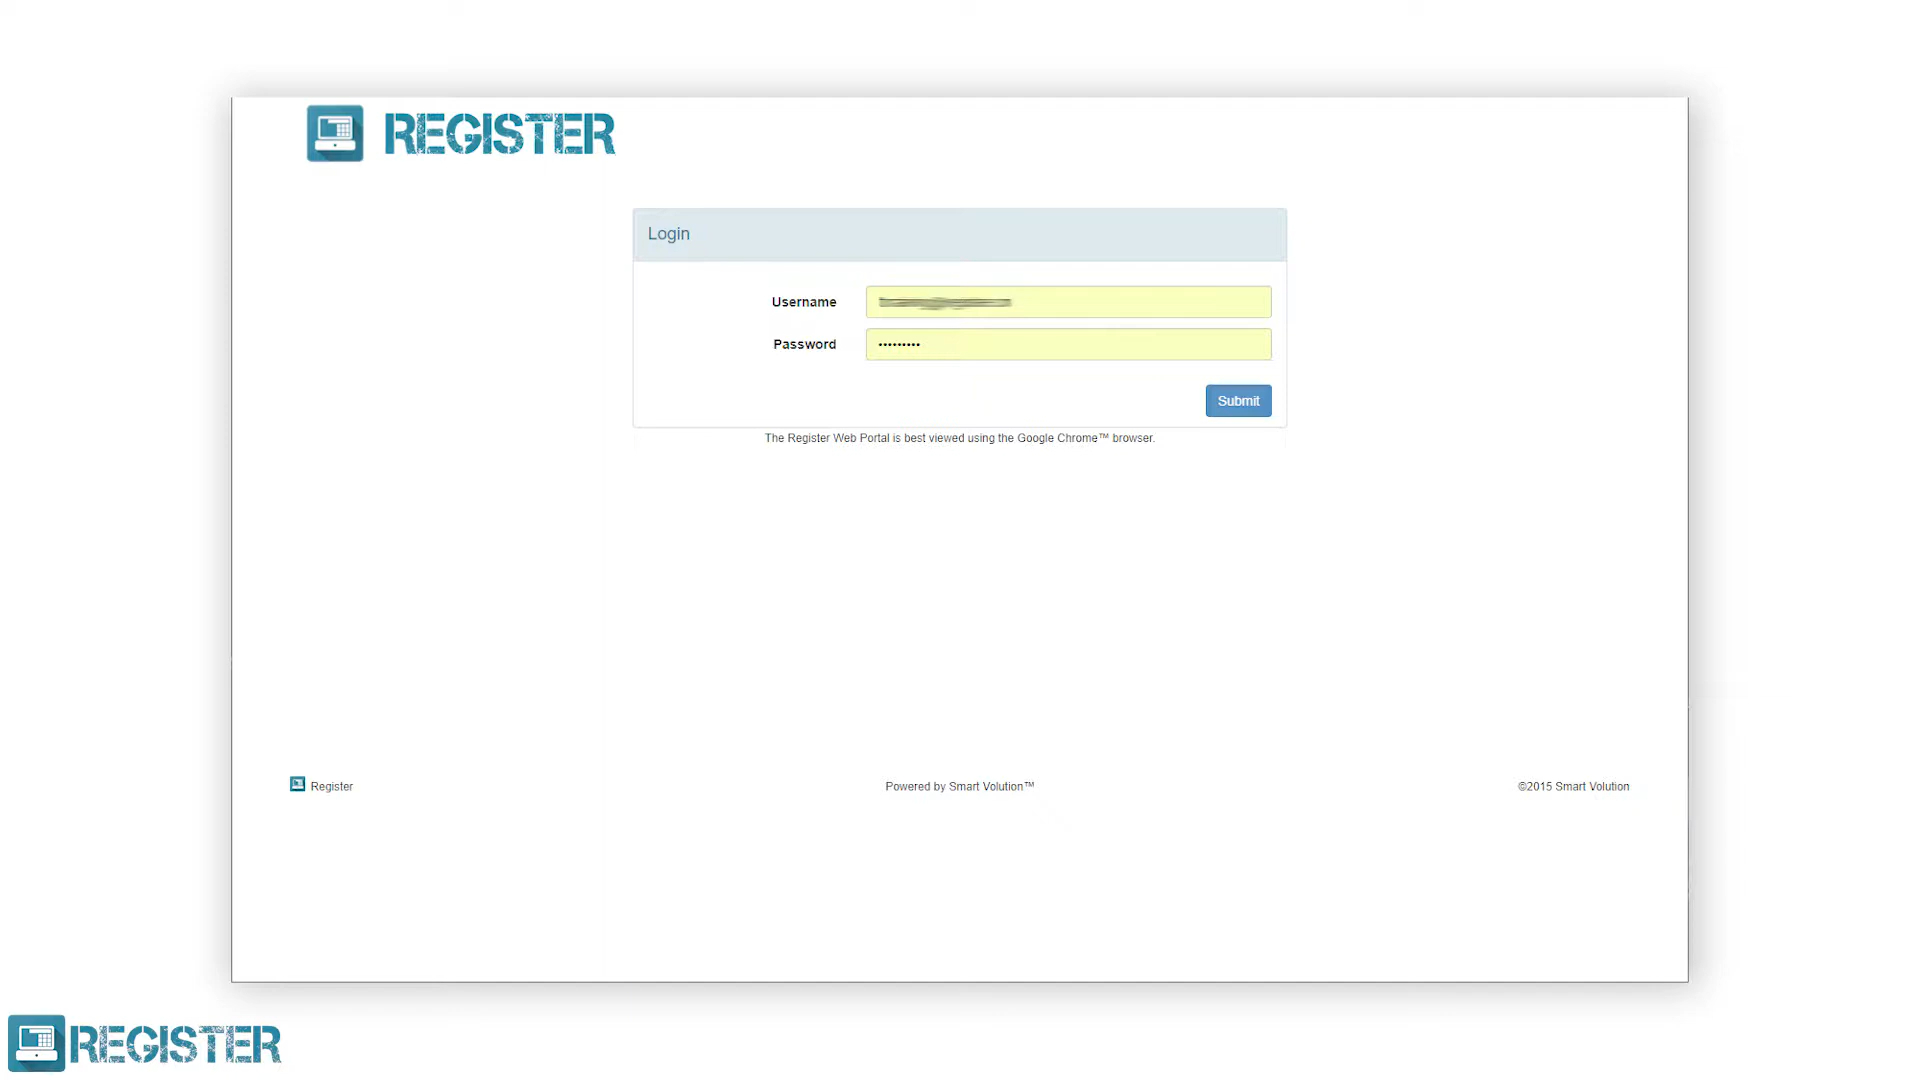 REGISTER
Login
Username
Password •••••••••
Submit
The Register Web Portal is best viewed using the Google Chrome™ browser.
Register
Powered by Smart Volution™
©2015 Smart Volution
REGISTER